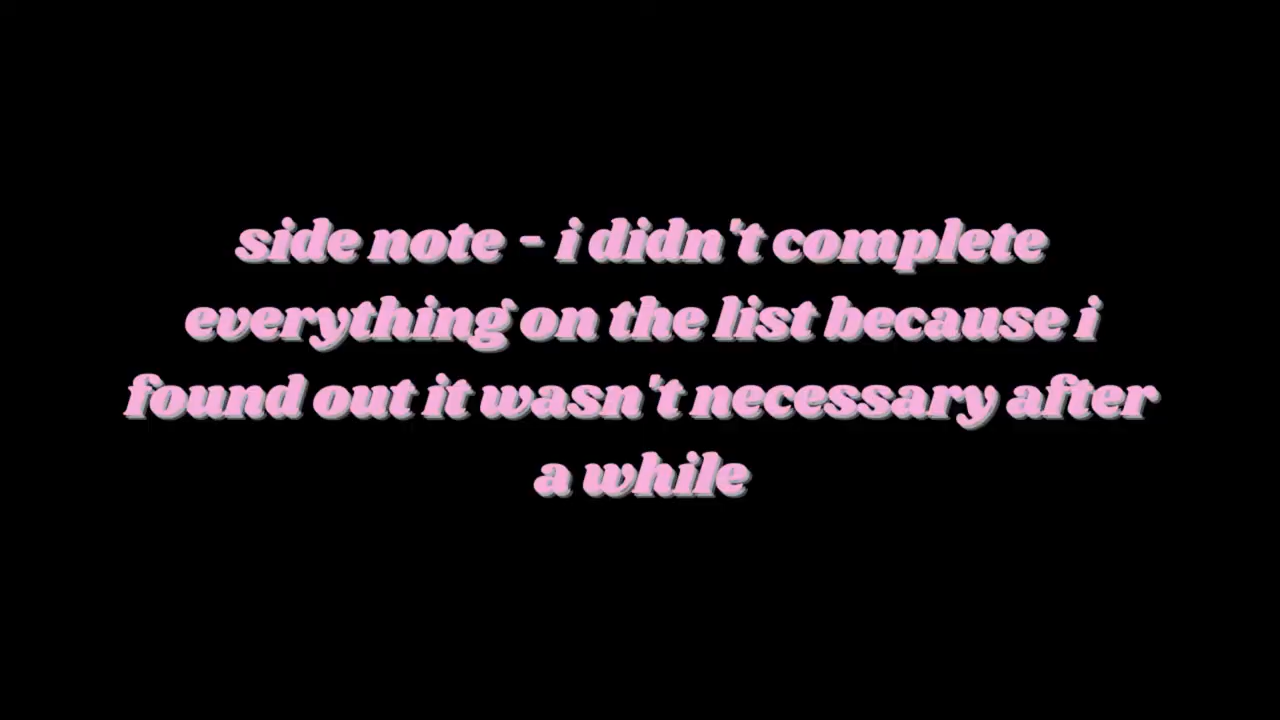 side note - i didn't complete
everything on the list because i
found out it wasn't necessary after
a while